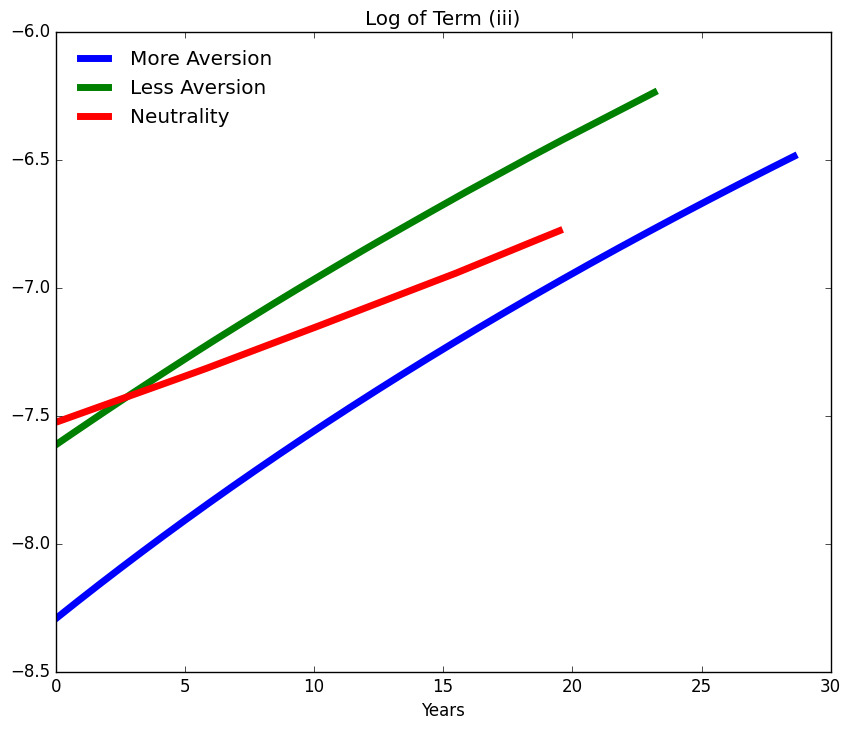 Log of Term (iii)
−6.0
More Aversion
Less Aversion
Neutrality
−6.5
−7.0
−7.5
−8.0
−8.5
0 5 10 15 20 25 30
Years